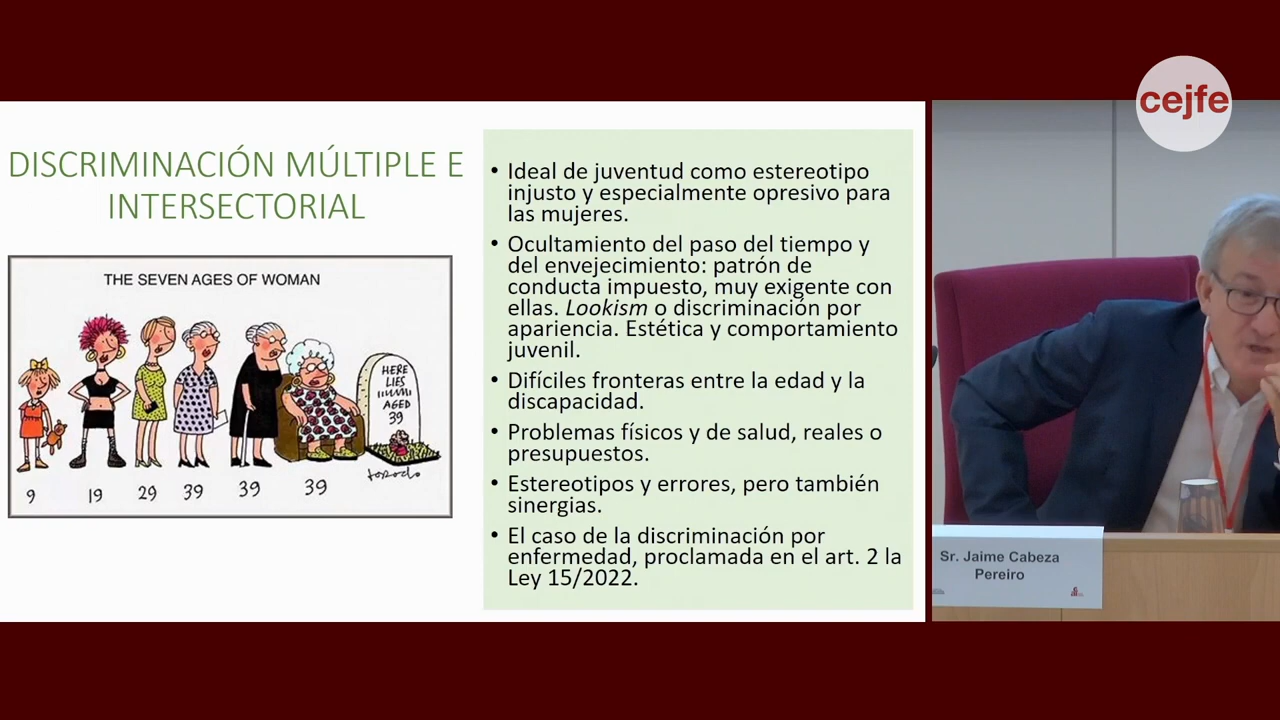 cejfe
DISCRIMINACIÓN MÚLTIPLE E
INTERSECTORIAL
THE SEVEN AGES OF WOMAN
HERE
LIES
AGED
39
9 19 29 39 39 39
• Ideal de juventud como estereotipo
injusto y especialmente opresivo para
las mujeres.
• Ocultamiento del paso del tiempo y
del envejecimiento: patrón de
conducta impuesto, muy exigente con
ellas. Lookism o discriminación por
apariencia. Estética y comportamiento
juvenil.
• Difíciles fronteras entre la edad y la
discapacidad.
• Problemas físicos y de salud, reales o
presupuestos.
• Estereotipos y errores, pero también
sinergias.
• El caso de la discriminación por
enfermedad, proclamada en el art. 2 la
Ley 15/2022.
Sr. Jaime Cabeza
Pereiro